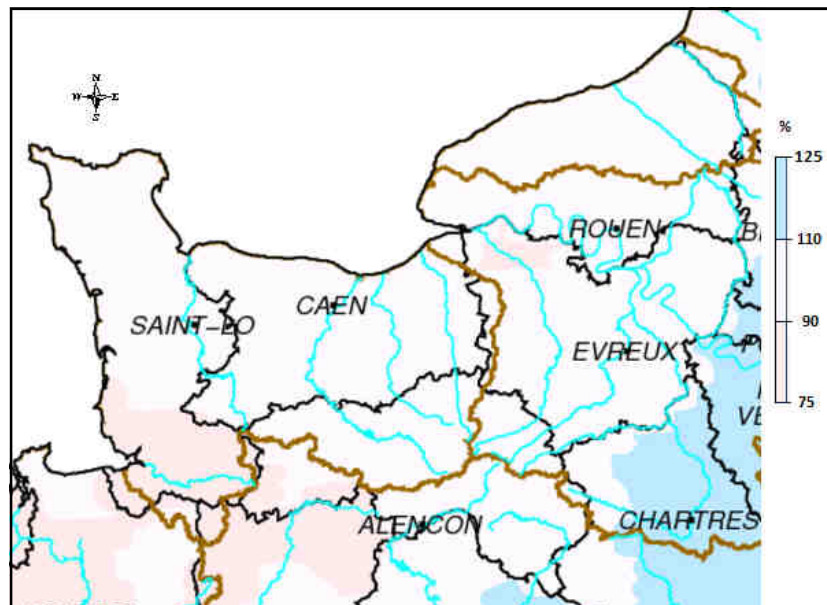 N
W E
S
%
125
110
90
75
ROUEN
CAEN
SAINT-LO
EVREUX
ALENCON
CHARTRES